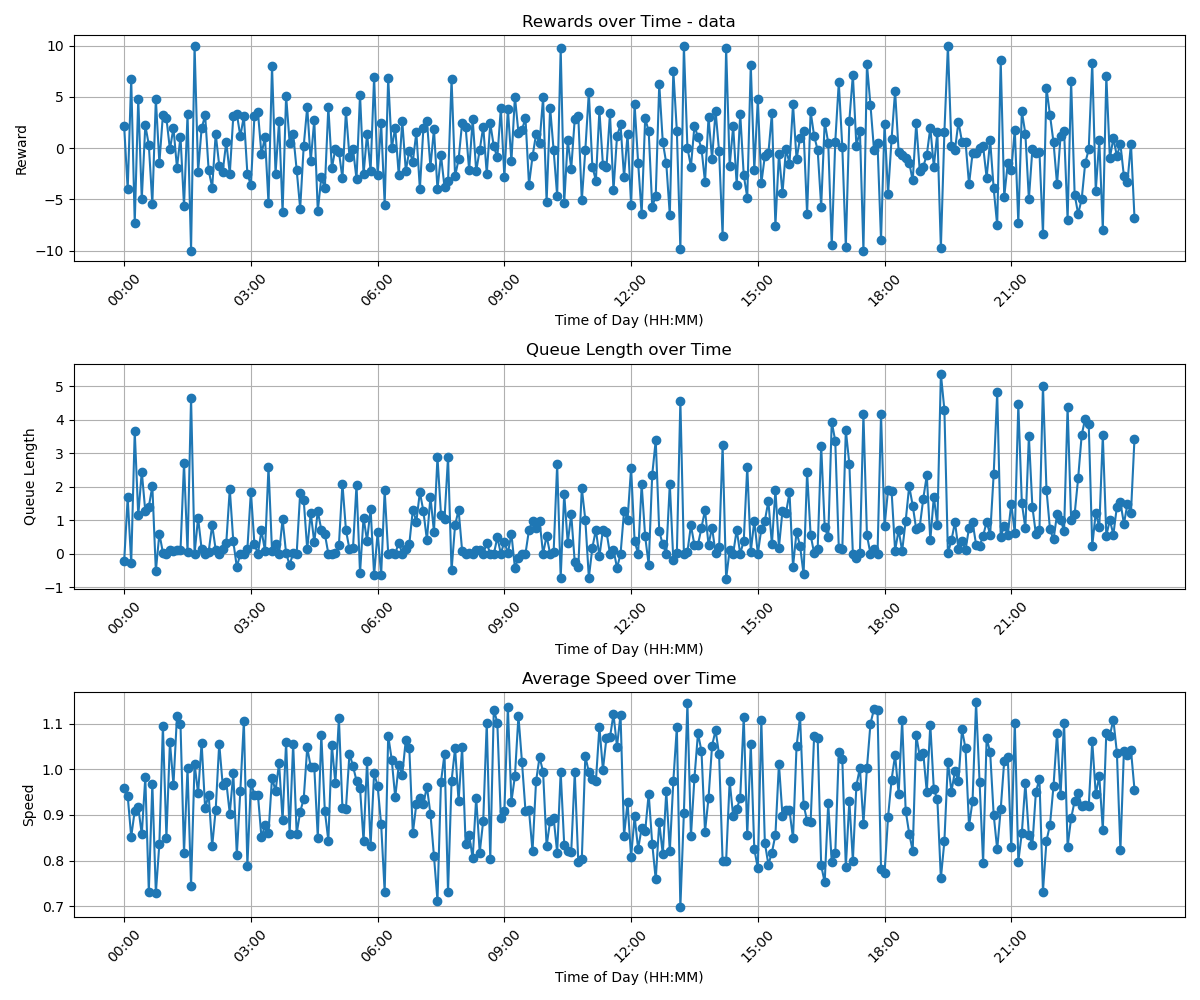 Rewards over Time - data
10
5
0
−5
−10
Reward
00:00 03:00 06:00 09:00 12:00 15:00 18:00 21:00
Time of Day (HH:MM)
Queue Length over Time
5
4
3
2
1
0
−1
Queue Length
00:00 03:00 06:00 09:00 12:00 15:00 18:00 21:00
Time of Day (HH:MM)
Average Speed over Time
1.1
1.0
0.9
0.8
0.7
Speed
00:00 03:00 06:00 09:00 12:00 15:00 18:00 21:00
Time of Day (HH:MM)